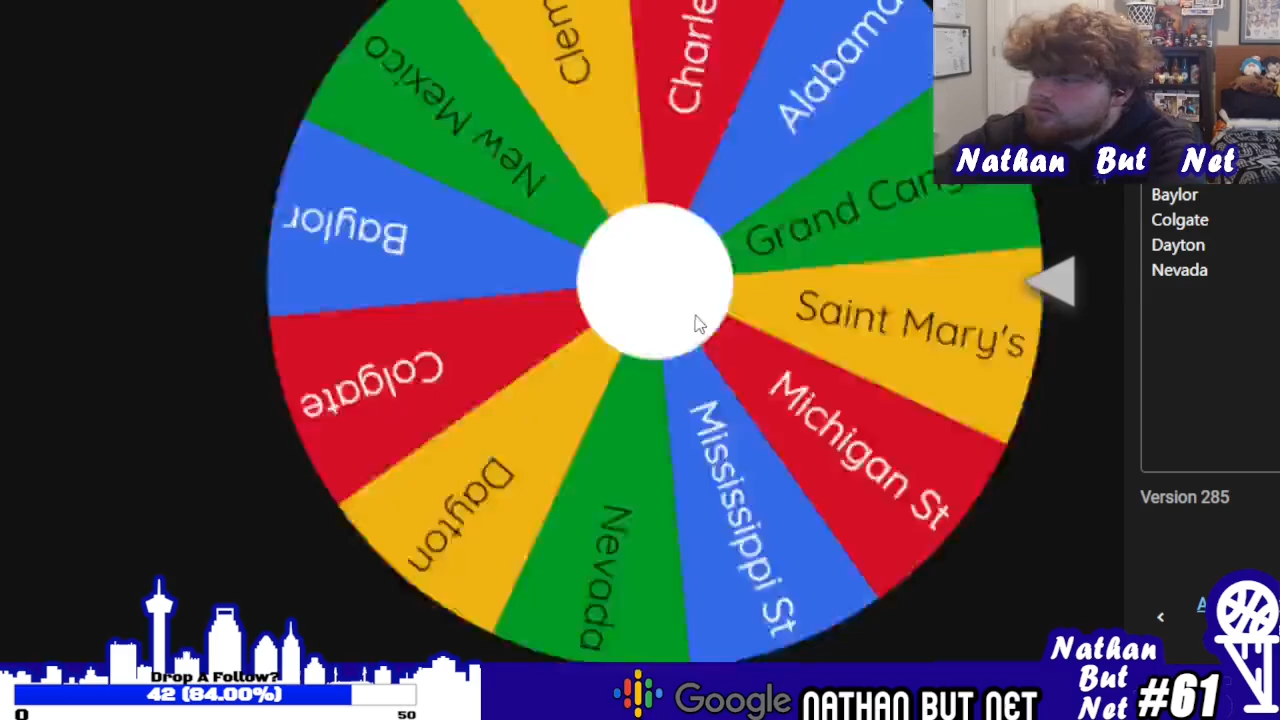 Clem
Charle
Alabama
New Mexico
Grand Can
Baylor
Saint Mary's
Colgate
Michigan St
Dayton
Nevada
Mississippi St
Nathan But Net
Baylor
Colgate
Dayton
Nevada
Version 285
Drop A Follow?
42 (84.00%)
0
50
Google
NATHAN BUT NET
Nathan
But
Net
#61